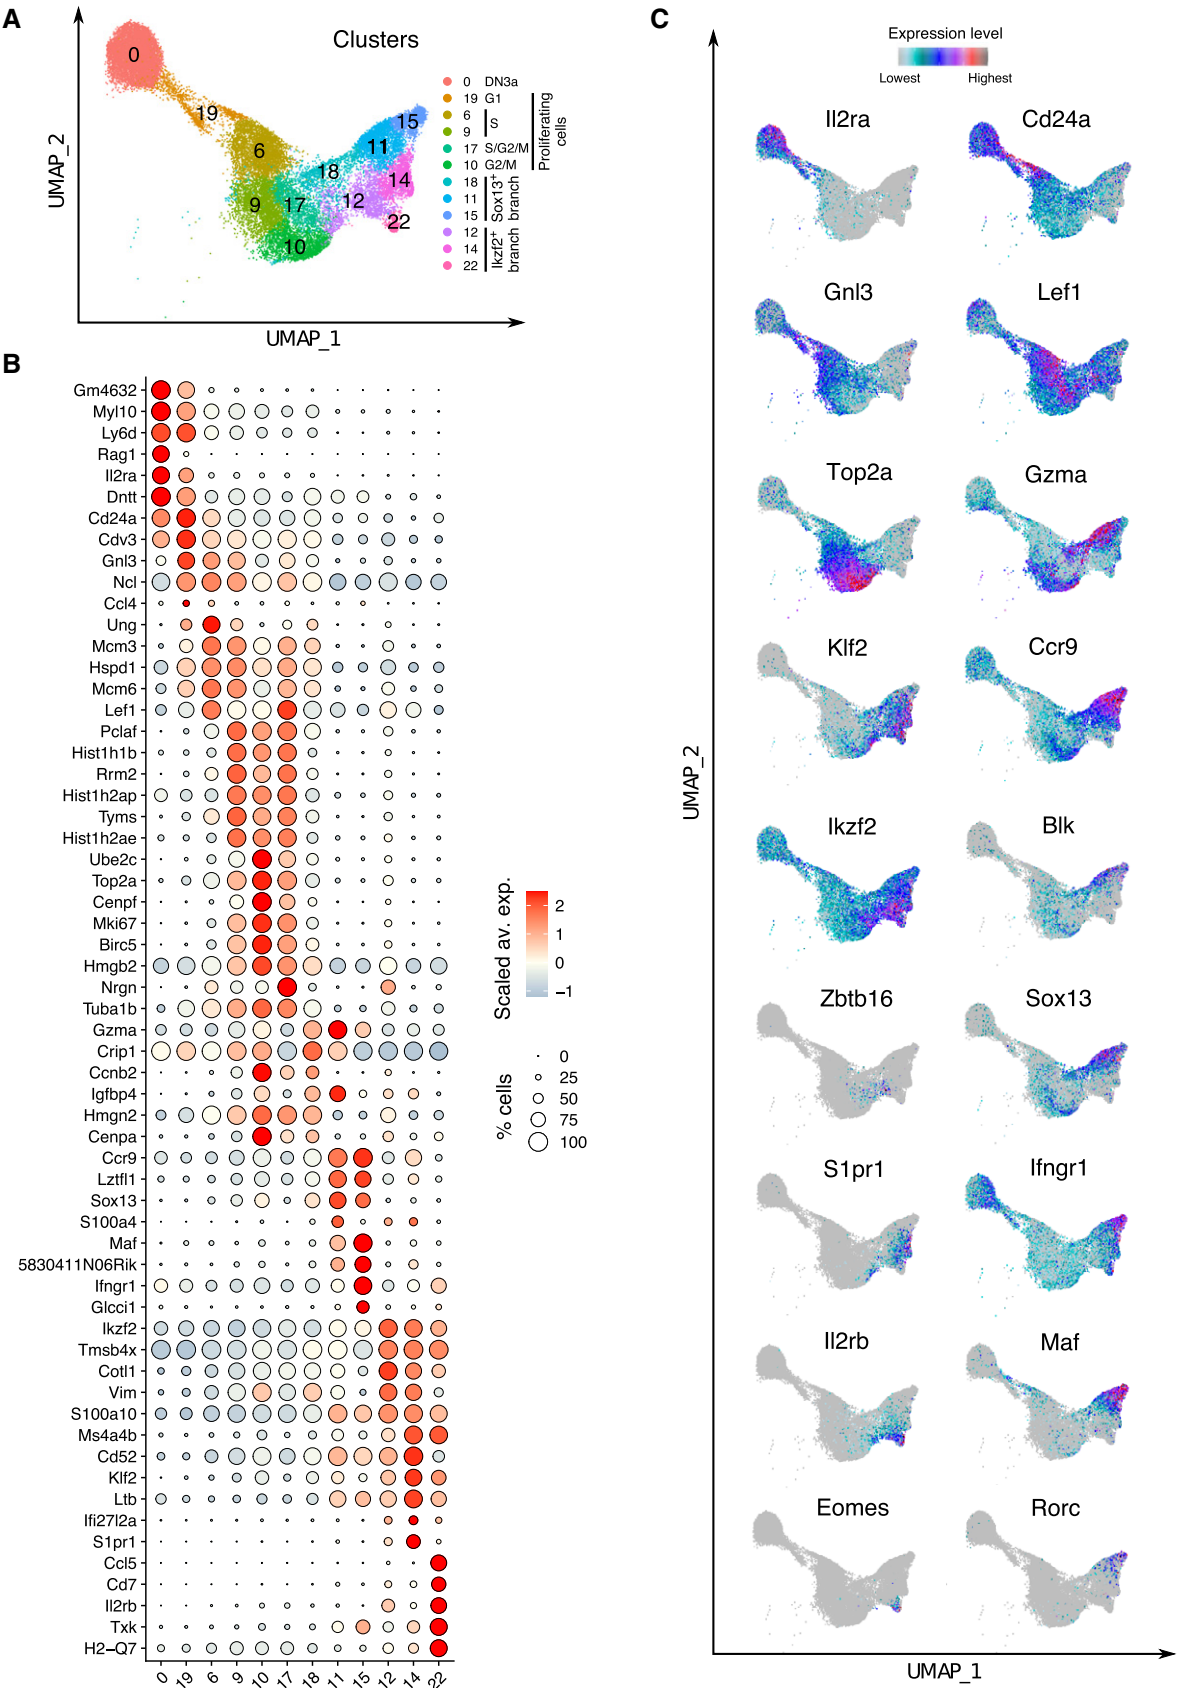 A
Clusters
0
19
6
9
17
10
18
11
15
12
14
22
0 DN3a
19 G1
6
9
S
17 S/G2/M
10 G2/M
Proliferating
cells
18
11
15
Sox13+
branch
12
14
22
Ikzf2+
branch
UMAP_2
UMAP_1
B
Gm4632
Myl10
Ly6d
Rag1
Il2ra
Dntt
Cd24a
Cdv3
Gnl3
Ncl
Ccl4
Ung
Mcm3
Hspd1
Mcm6
Lef1
Pclaf
Hist1h1b
Rrm2
Hist1h2ap
Tyms
Hist1h2ae
Ube2c
Top2a
Cenpf
Mki67
Birc5
Hmgb2
Nrgn
Tuba1b
Gzma
Crip1
Ccnb2
Igfbp4
Hmgn2
Cenpa
Ccr9
Lztfl1
Sox13
S100a4
Maf
5830411N06Rik
Ifngr1
Glcci1
Ikzf2
Tmsb4x
Cotl1
Vim
S100a10
Ms4a4b
Cd52
Klf2
Ltb
Ifi27l2a
S1pr1
Ccl5
Cd7
Il2rb
Txk
H2−Q7
0 19 6 9 10 17 18 11 15 12 14 22
Scaled av. exp.
2
1
0
−1
% cells
0
25
50
75
100
C
Expression level
Lowest Highest
Il2ra Cd24a
Gnl3 Lef1
Top2a Gzma
Klf2 Ccr9
Ikzf2 Blk
Zbtb16 Sox13
S1pr1 Ifngr1
Il2rb Maf
Eomes Rorc
UMAP_2
UMAP_1